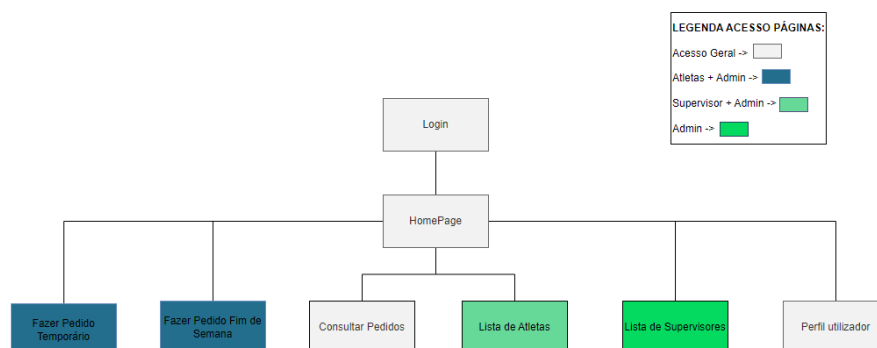 LEGENDA ACESSO PÁGINAS:
Acesso Geral ->
Atletas + Admin ->
Supervisor + Admin ->
Admin ->
Login
HomePage
Fazer Pedido
Temporário
Fazer Pedido Fim de
Semana
Consultar Pedidos
Lista de Atletas
Lista de Supervisores
Perfil utilizador